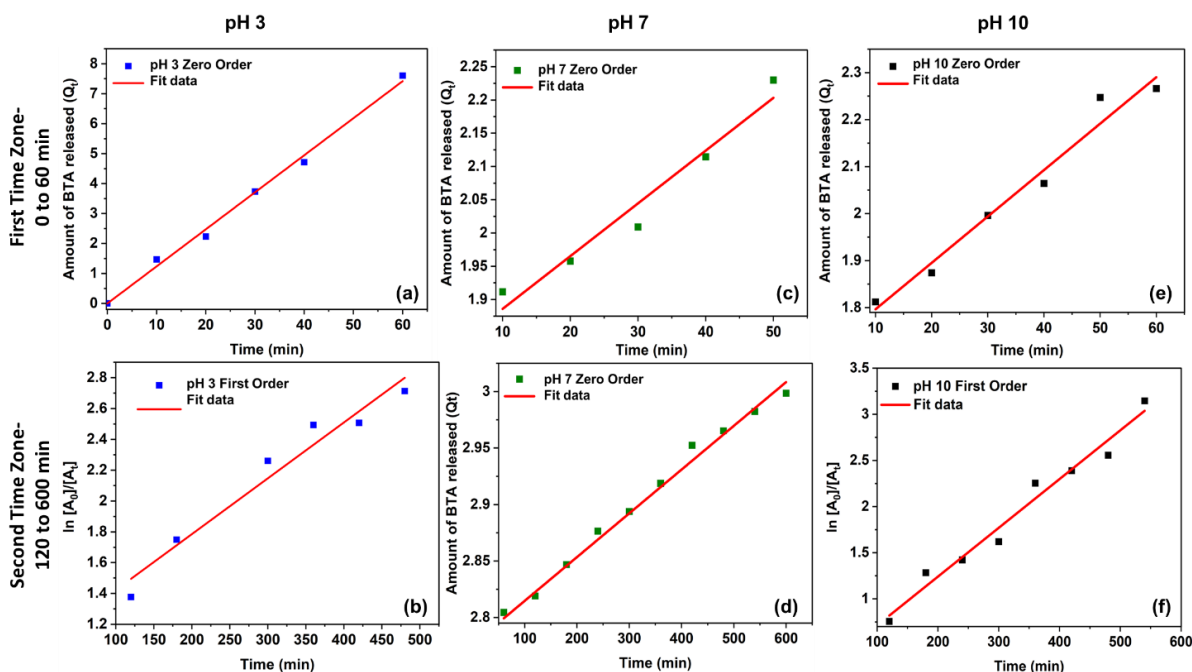 pH 3
pH 7
pH 10
First Time Zone-
0 to 60 min
Second Time Zone-
120 to 600 min
pH 3 Zero Order
Fit data
Amount of BTA released (Qt)
8
7
6
5
4
3
2
1
0
0 10 20 30 40 50 60
Time (min)
(a)
pH 7 Zero Order
Fit data
Amount of BTA released (Qt)
2.25
2.2
2.15
2.1
2.05
2
1.95
1.9
10 20 30 40 50
Time (min)
(c)
pH 10 Zero Order
Fit data
Amount of BTA released (Qt)
2.3
2.2
2.1
2
1.9
1.8
10 20 30 40 50 60
Time (min)
(e)
pH 3 First Order
Fit data
ln [A0]/[At]
2.8
2.6
2.4
2.2
2.0
1.8
1.6
1.4
1.2
100 150 200 250 300 350 400 450 500
Time (min)
(b)
pH 7 Zero Order
Fit data
Amount of BTA released (Qt)
3
2.95
2.9
2.85
2.8
100 200 300 400 500 600
Time (min)
(d)
pH 10 First Order
Fit data
ln [A0]/[At]
3.5
3
2.5
2
1.5
1
100 200 300 400 500 600
Time (min)
(f)